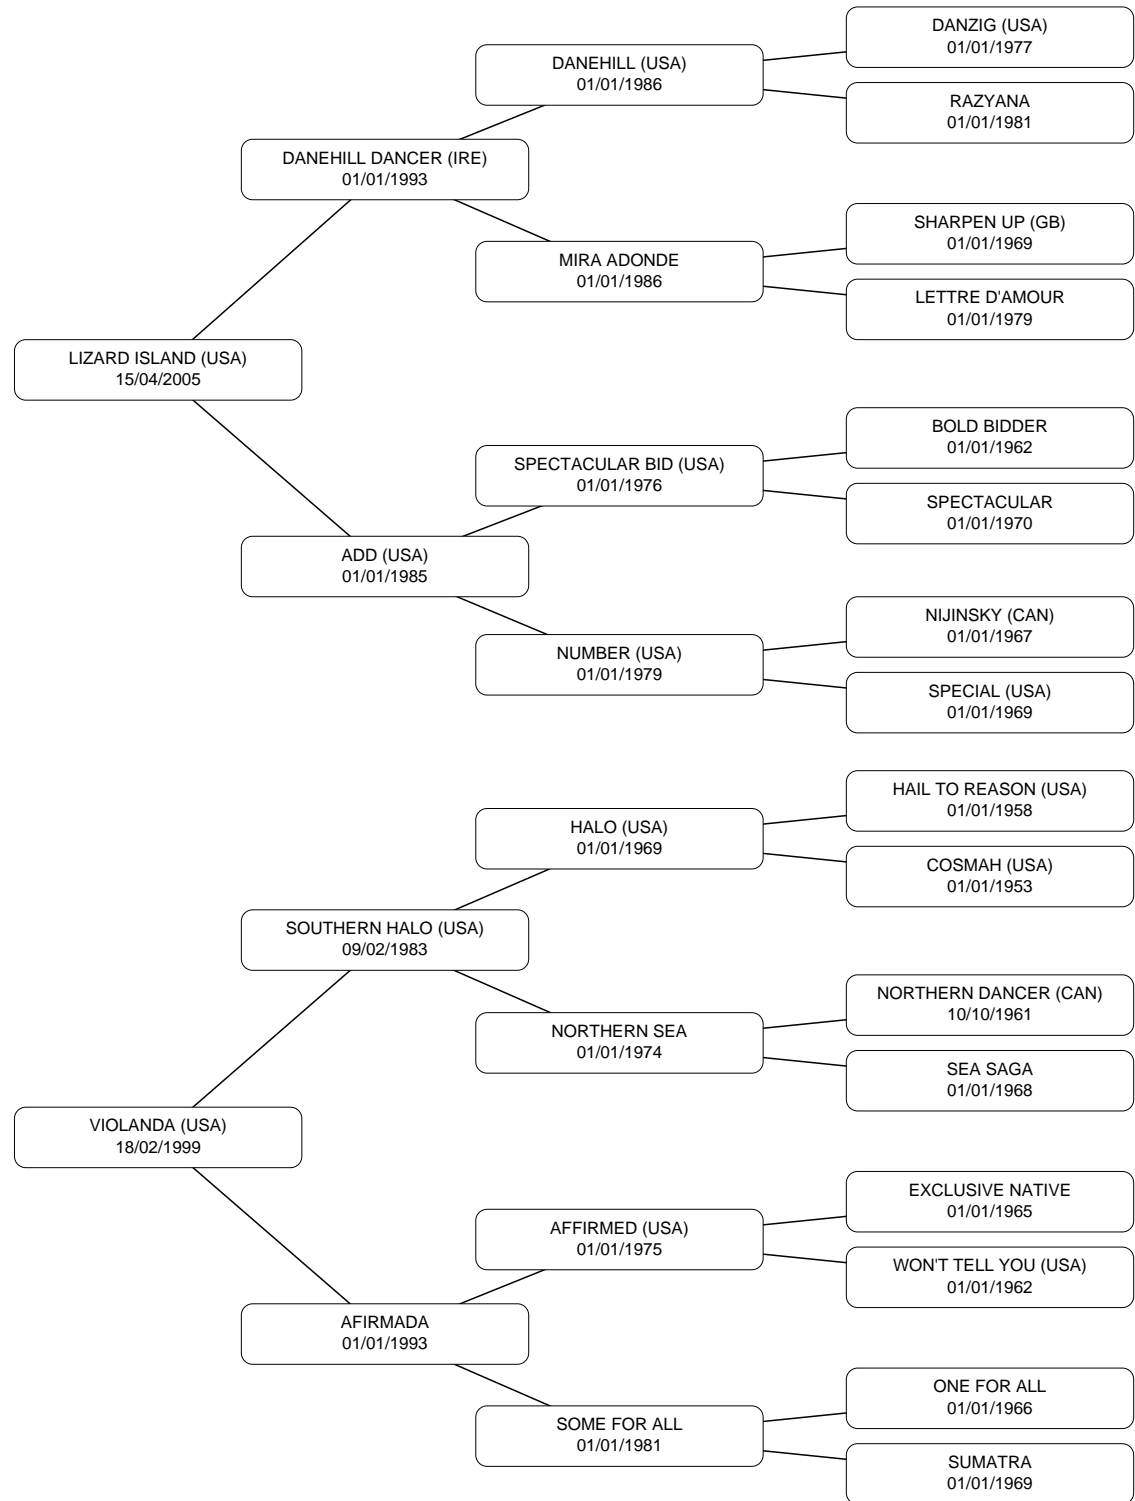 DANZIG (USA)
01/01/1977
DANEHILL (USA)
01/01/1986
RAZYANA
01/01/1981
DANEHILL DANCER (IRE)
01/01/1993
SHARPEN UP (GB)
01/01/1969
MIRA ADONDE
01/01/1986
LETTRE D'AMOUR
01/01/1979
LIZARD ISLAND (USA)
15/04/2005
BOLD BIDDER
01/01/1962
SPECTACULAR BID (USA)
01/01/1976
SPECTACULAR
01/01/1970
ADD (USA)
01/01/1985
NIJINSKY (CAN)
01/01/1967
NUMBER (USA)
01/01/1979
SPECIAL (USA)
01/01/1969
HAIL TO REASON (USA)
01/01/1958
HALO (USA)
01/01/1969
COSMAH (USA)
01/01/1953
SOUTHERN HALO (USA)
09/02/1983
NORTHERN DANCER (CAN)
10/10/1961
NORTHERN SEA
01/01/1974
SEA SAGA
01/01/1968
VIOLANDA (USA)
18/02/1999
EXCLUSIVE NATIVE
01/01/1965
AFFIRMED (USA)
01/01/1975
WON'T TELL YOU (USA)
01/01/1962
AFIRMADA
01/01/1993
ONE FOR ALL
01/01/1966
SOME FOR ALL
01/01/1981
SUMATRA
01/01/1969